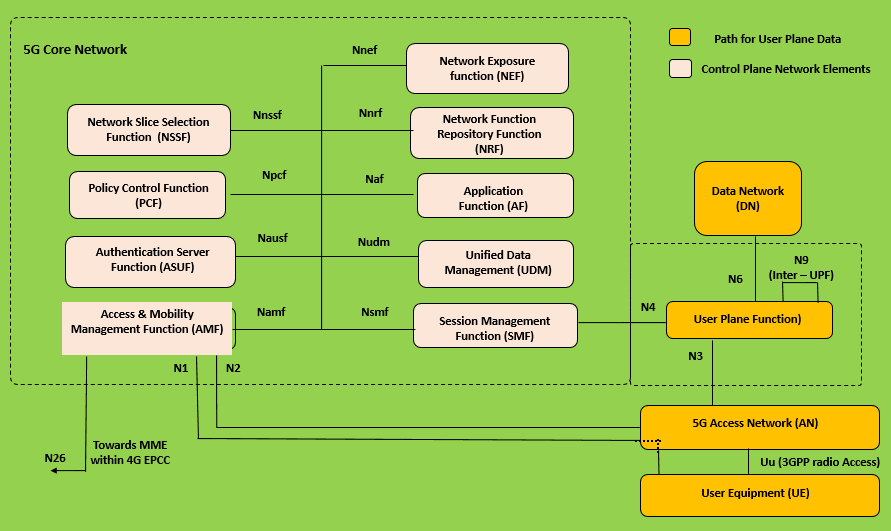 5G Core Network
Nnef
Network Exposure
function (NEF)
Path for User Plane Data
Control Plane Network Elements
Network Slice Selection
Function (NSSF)
Nnssf
Nnrf
Network Function
Repository Function
(NRF)
Policy Control Function
(PCF)
Npcf
Naf
Application
Function (AF)
Data Network
(DN)
Authentication Server
Function (ASUF)
Nausf
Nudm
Unified Data
Management (UDM)
N6
N9
(Inter – UPF)
Access & Mobility
Management Function (AMF)
Namf
Nsmf
Session Management
Function (SMF)
N4
User Plane Function)
N1
N2
N3
5G Access Network (AN)
N26
Towards MME
within 4G EPCC
Uu (3GPP radio Access)
User Equipment (UE)